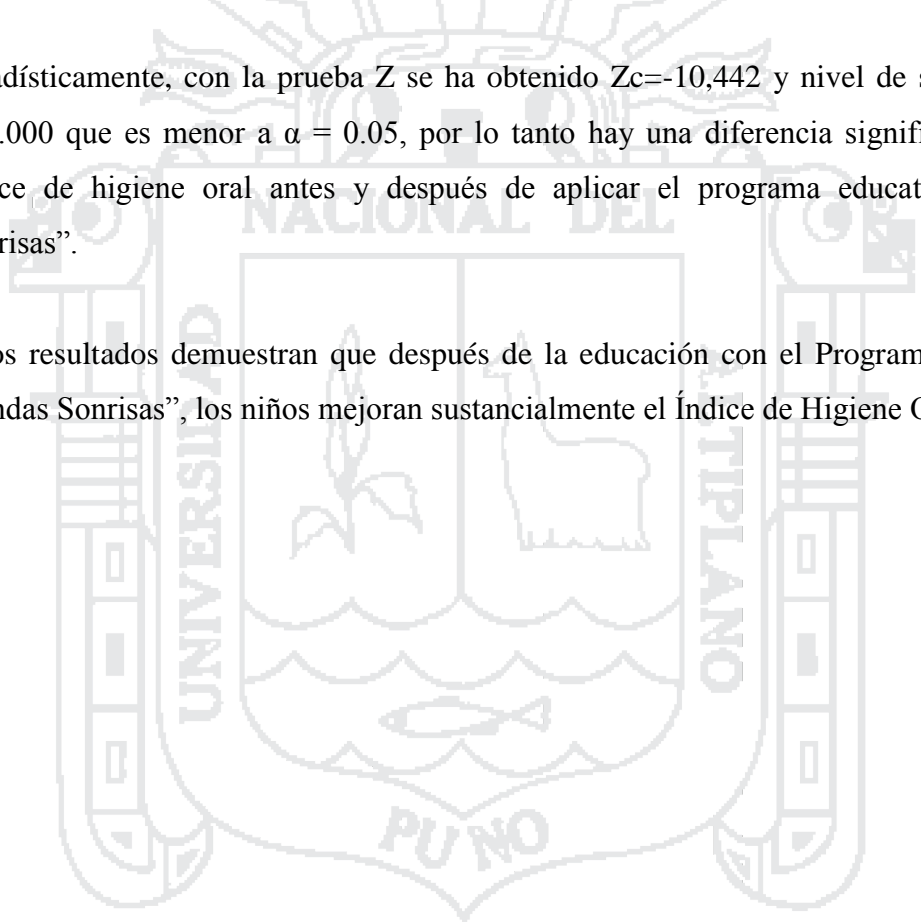 adísticamente, con la prueba Z se ha obtenido Zc=-10,442 y nivel de s
.000 que es menor a α = 0.05, por lo tanto hay una diferencia signifi
ce de higiene oral antes y después de aplicar el programa educat
risas”.
os resultados demuestran que después de la educación con el Program
ndas Sonrisas”, los niños mejoran sustancialmente el Índice de Higiene O
NACIONAL DEL
UNIVERSIDAD
A. TIPLANO
PUNO